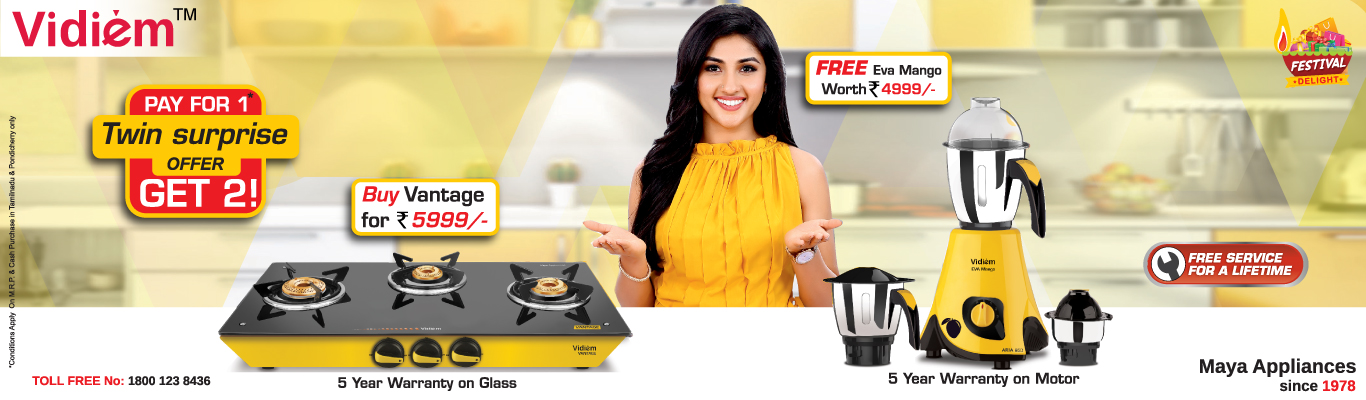 Vidiem™
PAY FOR 1*
Twin surprise
OFFER
GET 2!
Buy Vantage
for ₹ 5999/-
FREE Eva Mango
Worth ₹ 4999/-
FESTIVAL
DELIGHT
FREE SERVICE
FOR A LIFETIME
Vidiem
EVA Mango
Vidiem
VANTAGE
Vidiem
VANTAGE
*Conditions Apply On M.R.P. & Cash Purchase in Tamilnadu & Pondicherry only
TOLL FREE No: 1800 123 8436
5 Year Warranty on Glass
5 Year Warranty on Motor
Maya Appliances
since 1978